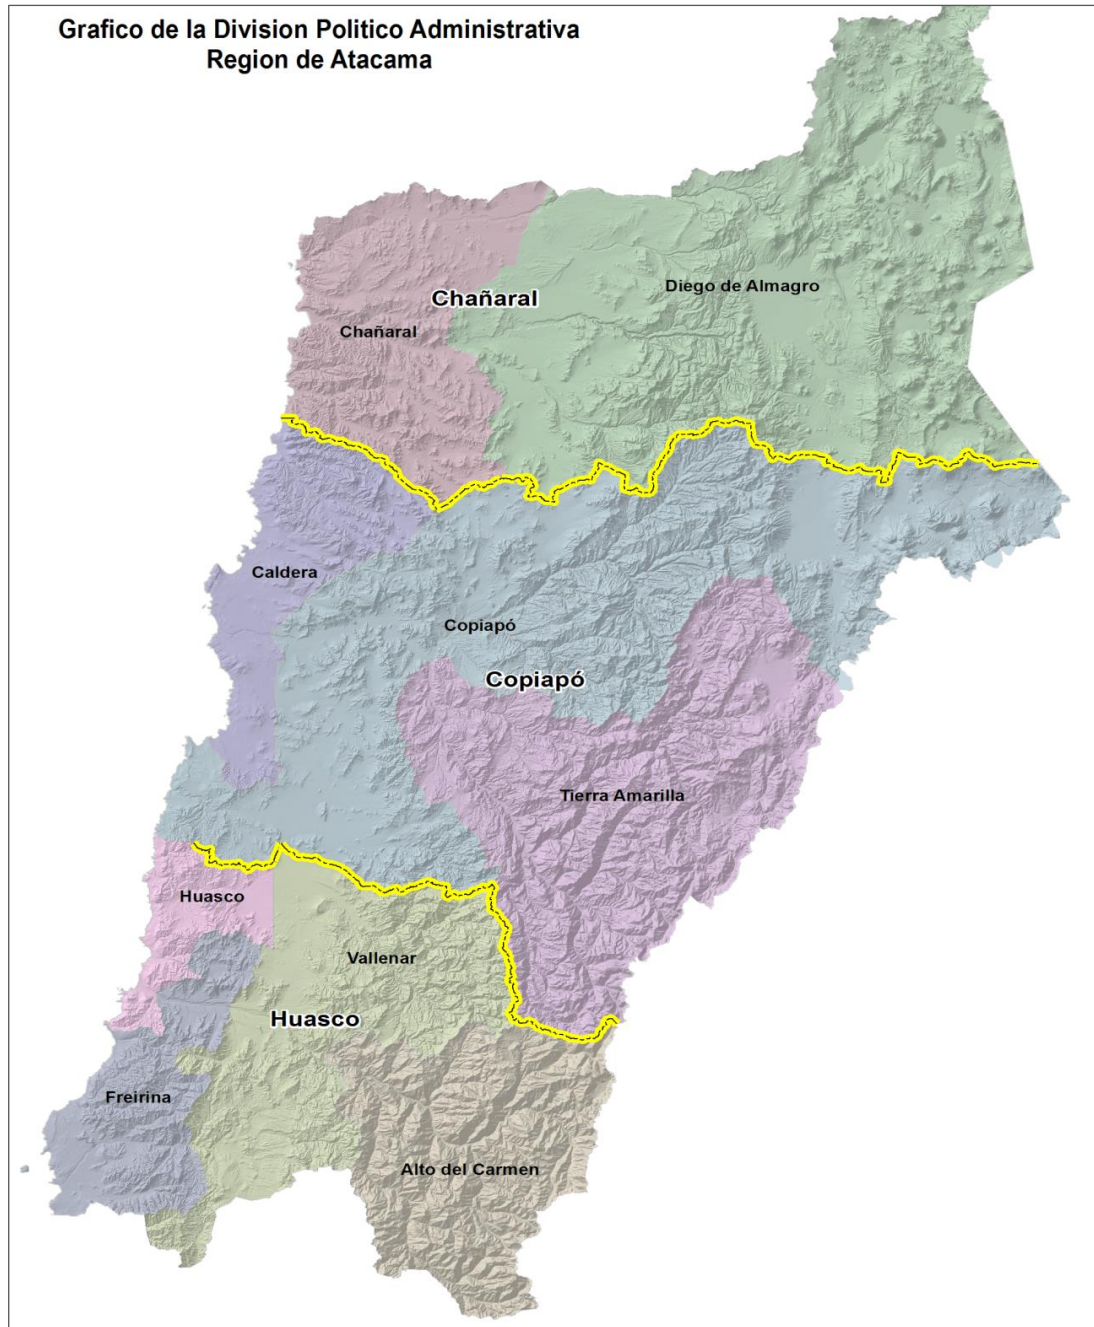 Grafico de la Division Politico Administrativa
Region de Atacama
Diego de Almagro
Chañaral
Chañaral
Caldera
Copiapó
Copiapó
Tierra Amarilla
Huasco
Vallenar
Huasco
Freirina
Alto del Carmen